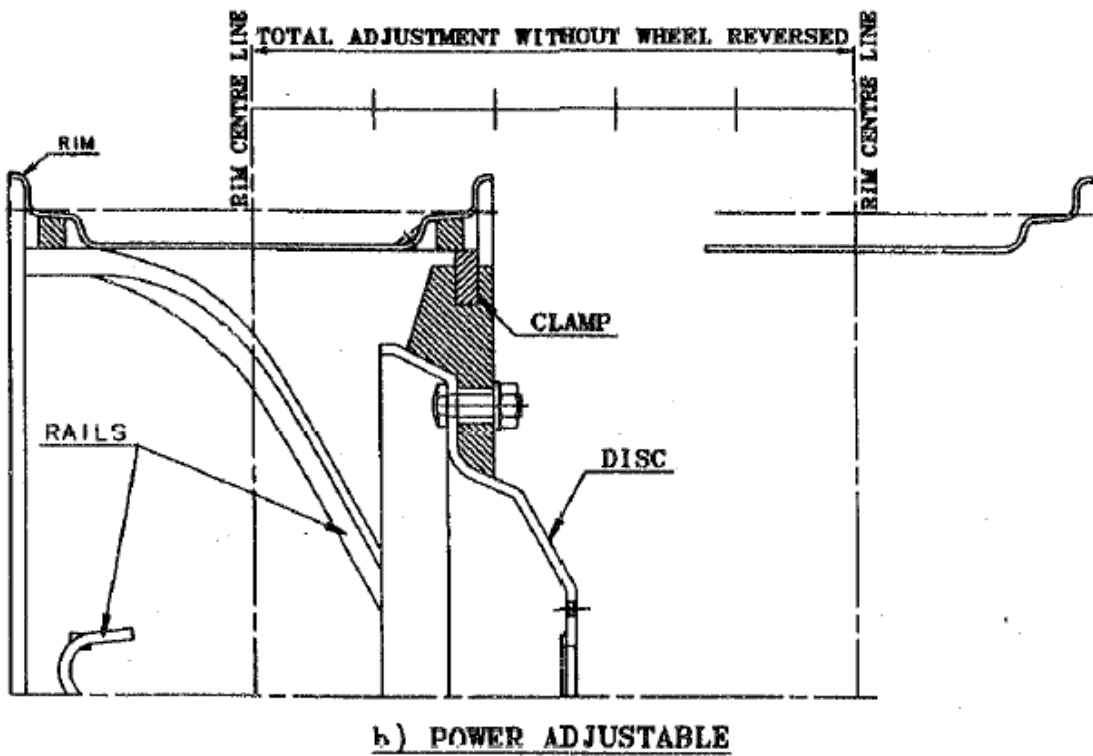 TOTAL ADJUSTMENT WITHOUT WHEEL REVERSED
RIM CENTRE LINE
RIM CENTRE LINE
RIM
CLAMP
RAILS
DISC
b) POWER ADJUSTABLE